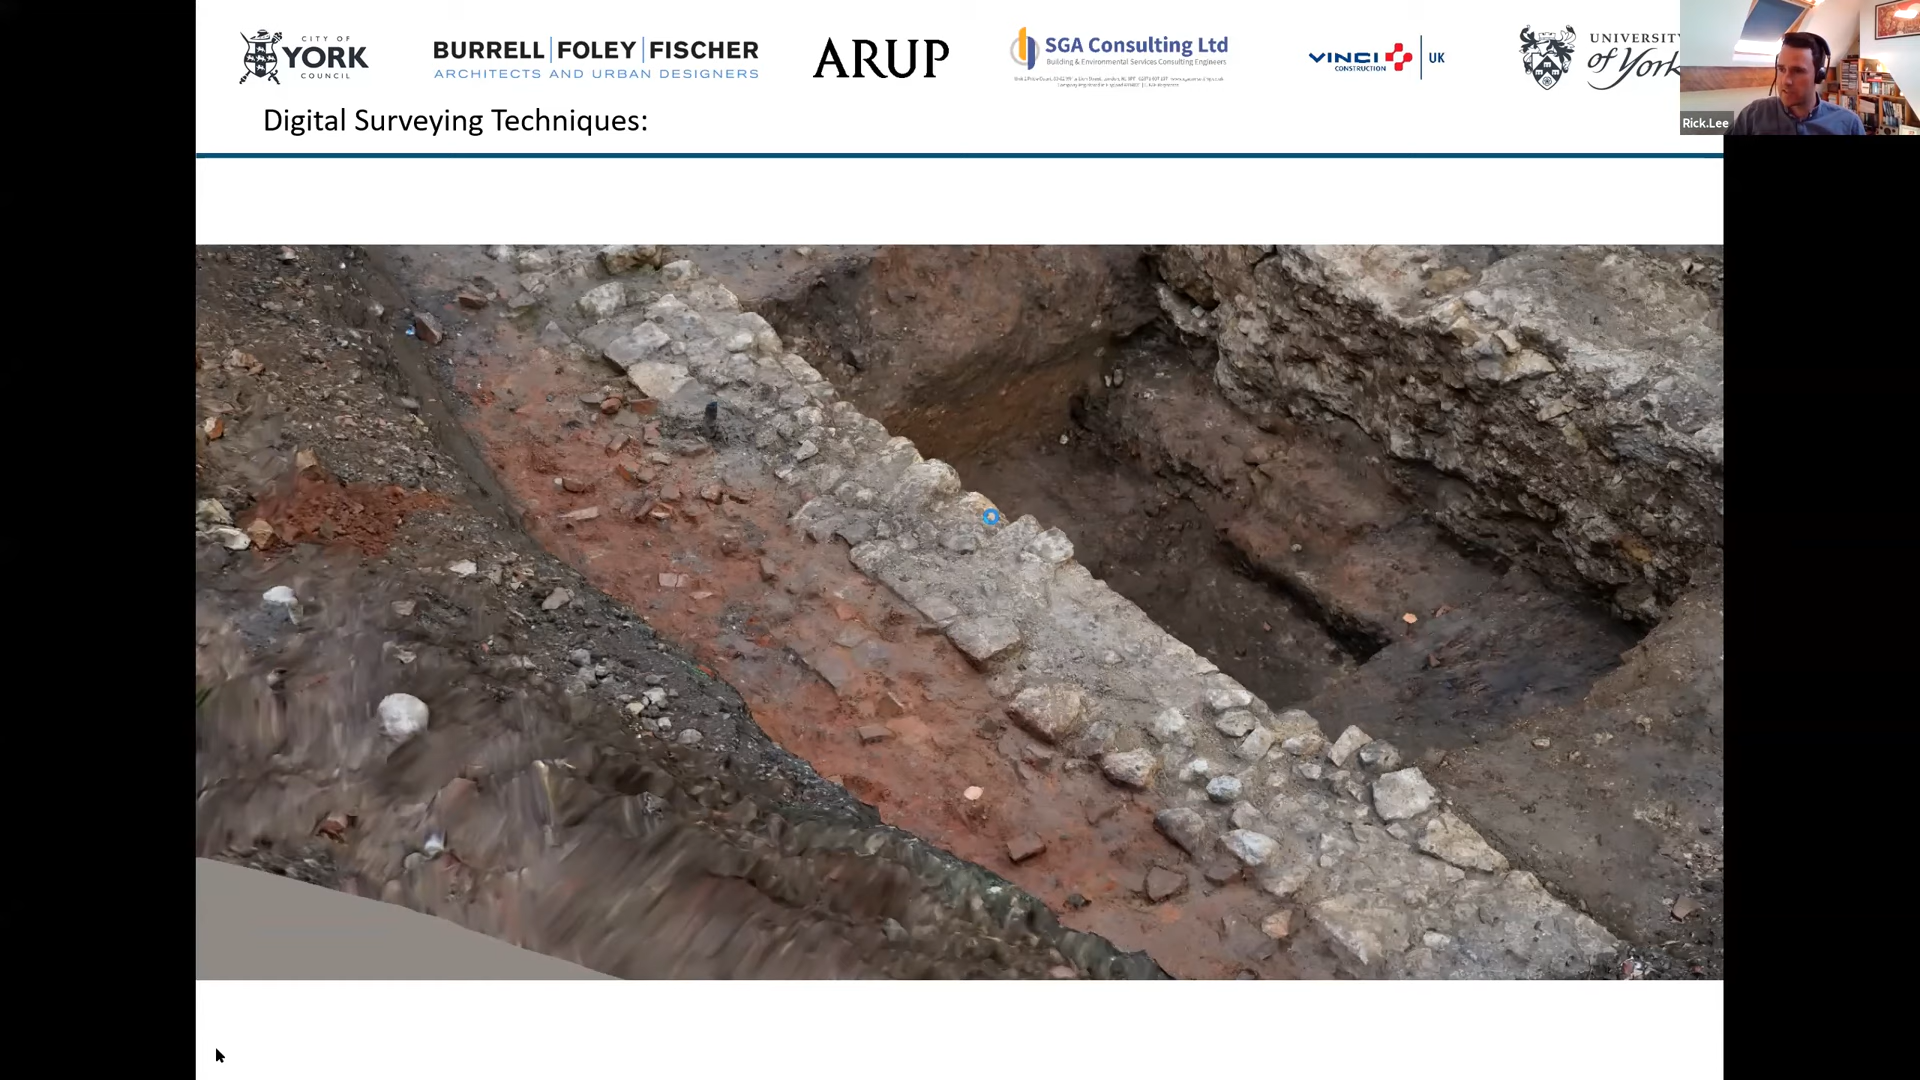 CITY OF
YORK
COUNCIL
BURRELL|FOLEY|FISCHER
ARCHITECTS AND URBAN DESIGNERS
ARUP
SGA Consulting Ltd
Building & Environmental Services Consulting Engineers
VINCI
CONSTRUCTION
UK
UNIVERSITY
of York
Rick.Lee
Digital Surveying Techniques: